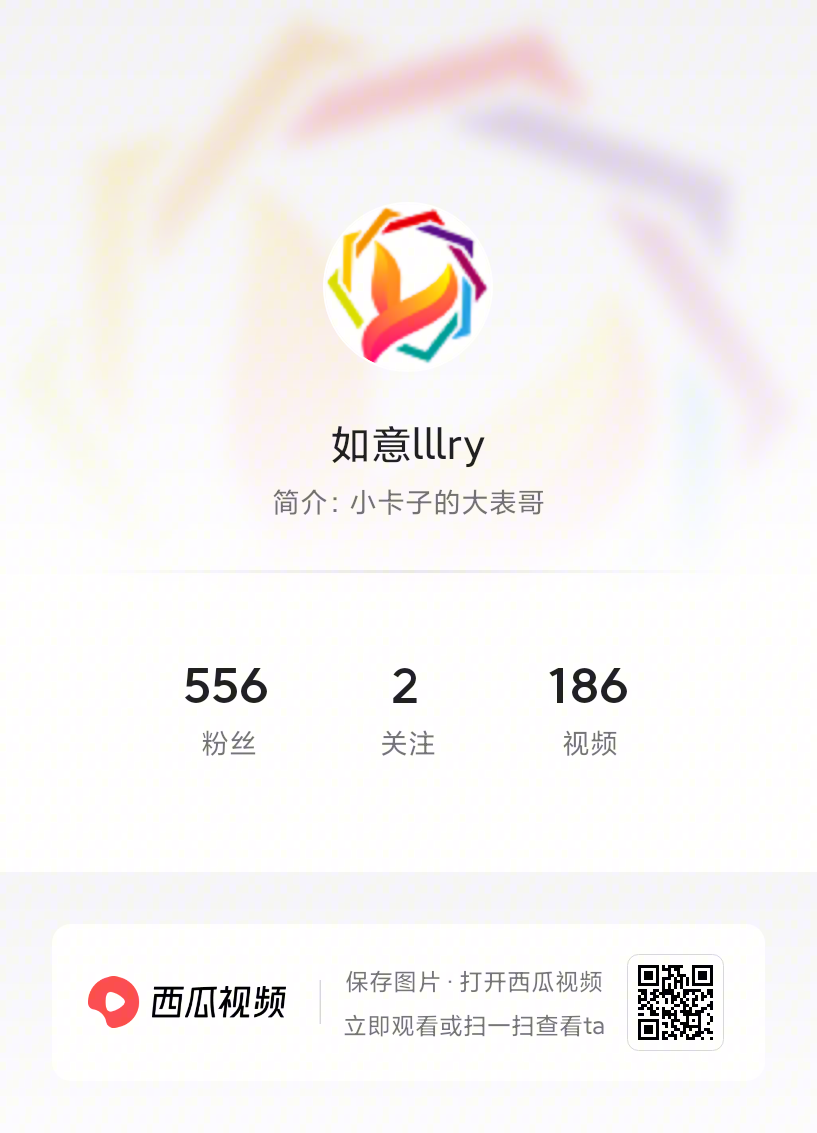 如意lllry
简介: 小卡子的大表哥
556 2 186
粉丝 关注 视频
西瓜视频
保存图片 · 打开西瓜视频
立即观看或扫一扫查看ta